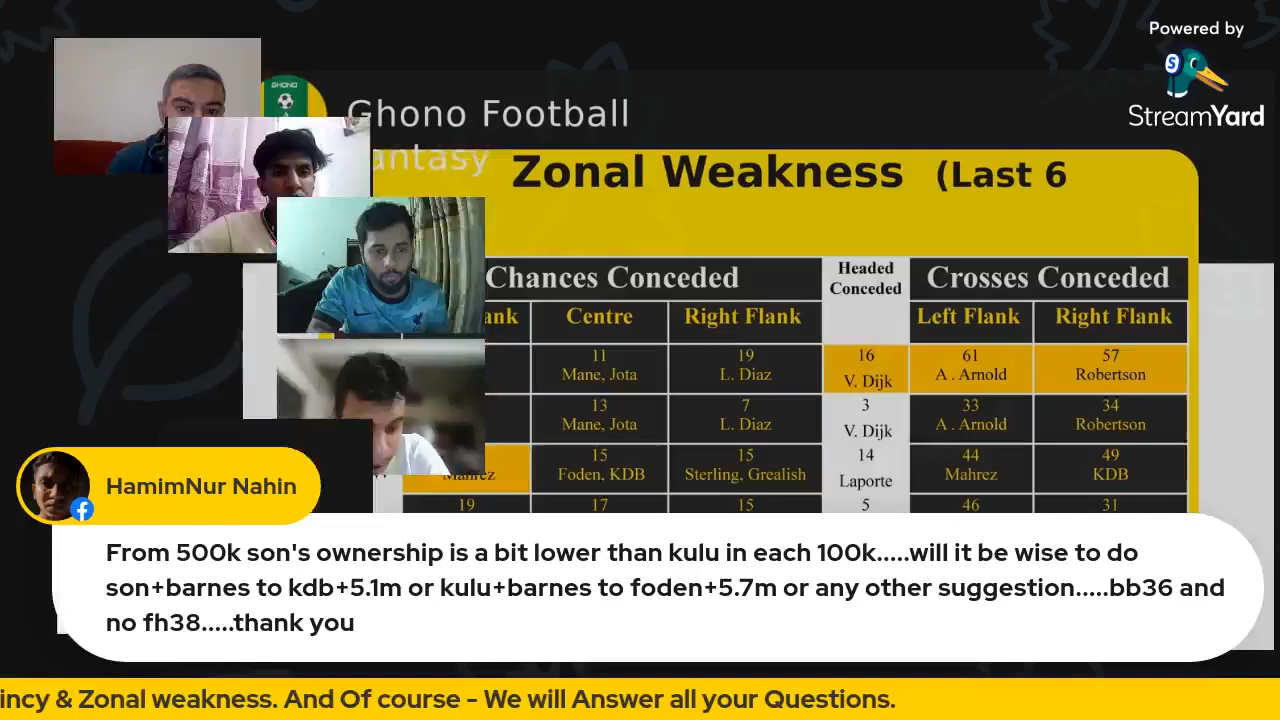 Powered by
S
StreamYard
GHONO
Ghono Football
antasy
Zonal Weakness (Last 6
Chances Conceded
Headed
Conceded
Crosses Conceded
ank
Centre
Right Flank
Left Flank
Right Flank
11
19
16
61
57
Mane, Jota
L. Diaz
V. Dijk
A . Arnold
Robertson
13
7
3
33
34
Mane, Jota
L. Diaz
V. Dijk
A . Arnold
Robertson
15
15
14
44
49
Mahrez
Foden, KDB
Sterling, Grealish
Laporte
Mahrez
KDB
19
17
15
5
46
31
HamimNur Nahin
From 500k son's ownership is a bit lower than kulu in each 100k.....will it be wise to do
son+barnes to kdb+5.1m or kulu+barnes to foden+5.7m or any other suggestion.....bb36 and
no fh38.....thank you
incy & Zonal weakness. And Of course - We will Answer all your Questions.